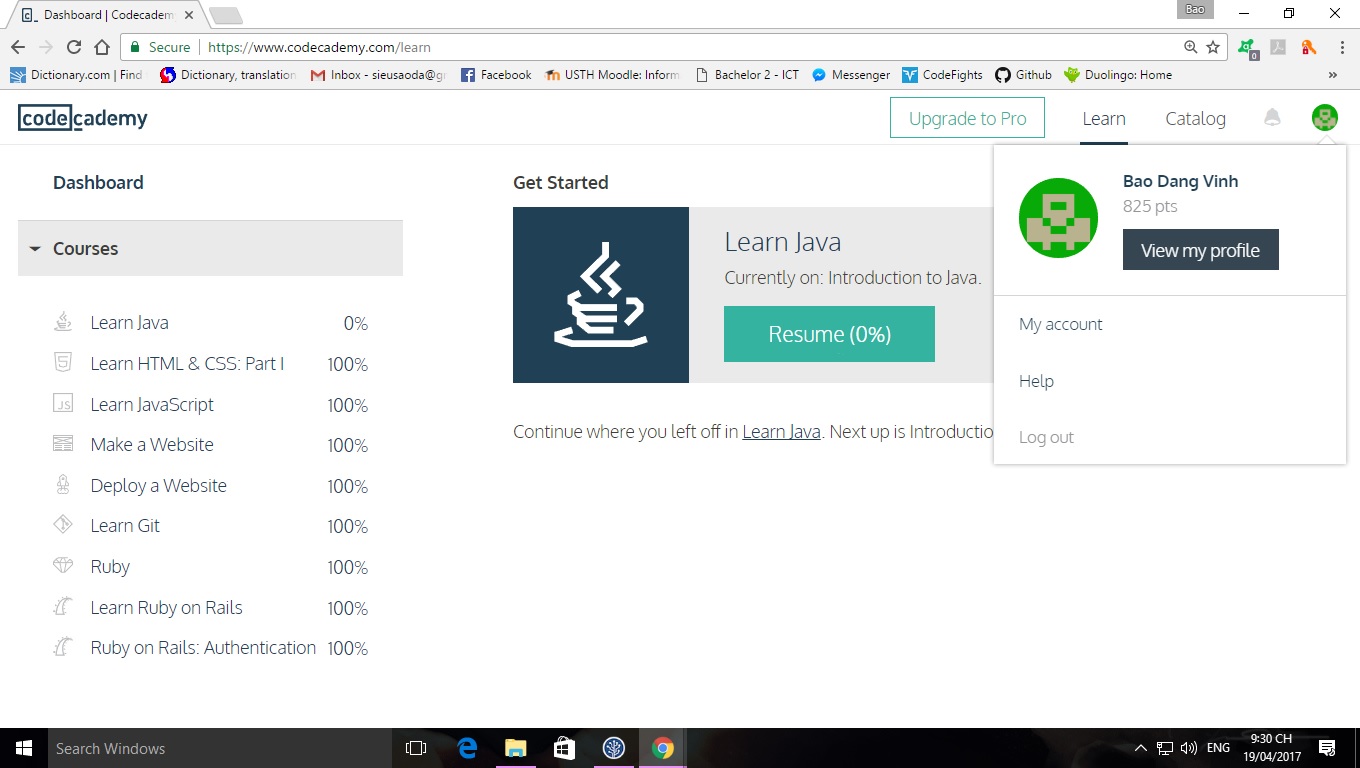 Dashboard | Codecadem
Bao
Secure https://www.codecademy.com/learn
0
Dictionary.com | Find
Dictionary, translation
Inbox - sieusaoda@g
Facebook
USTH Moodle: Inform
Bachelor 2 - ICT
Messenger
CodeFights
Github
Duolingo: Home
»
codecademy
Upgrade to Pro
Learn
Catalog
Dashboard
Courses
Learn Java 0%
Learn HTML & CSS: Part I 100%
JS Learn JavaScript 100%
Make a Website 100%
Deploy a Website 100%
Learn Git 100%
Ruby 100%
Learn Ruby on Rails 100%
Ruby on Rails: Authentication 100%
Get Started
Learn Java
Currently on: Introduction to Java.
Resume (0%)
Continue where you left off in Learn Java. Next up is Introductio
Bao Dang Vinh
825 pts
View my profile
My account
Help
Log out
Search Windows
ENG
9:30 CH
19/04/2017